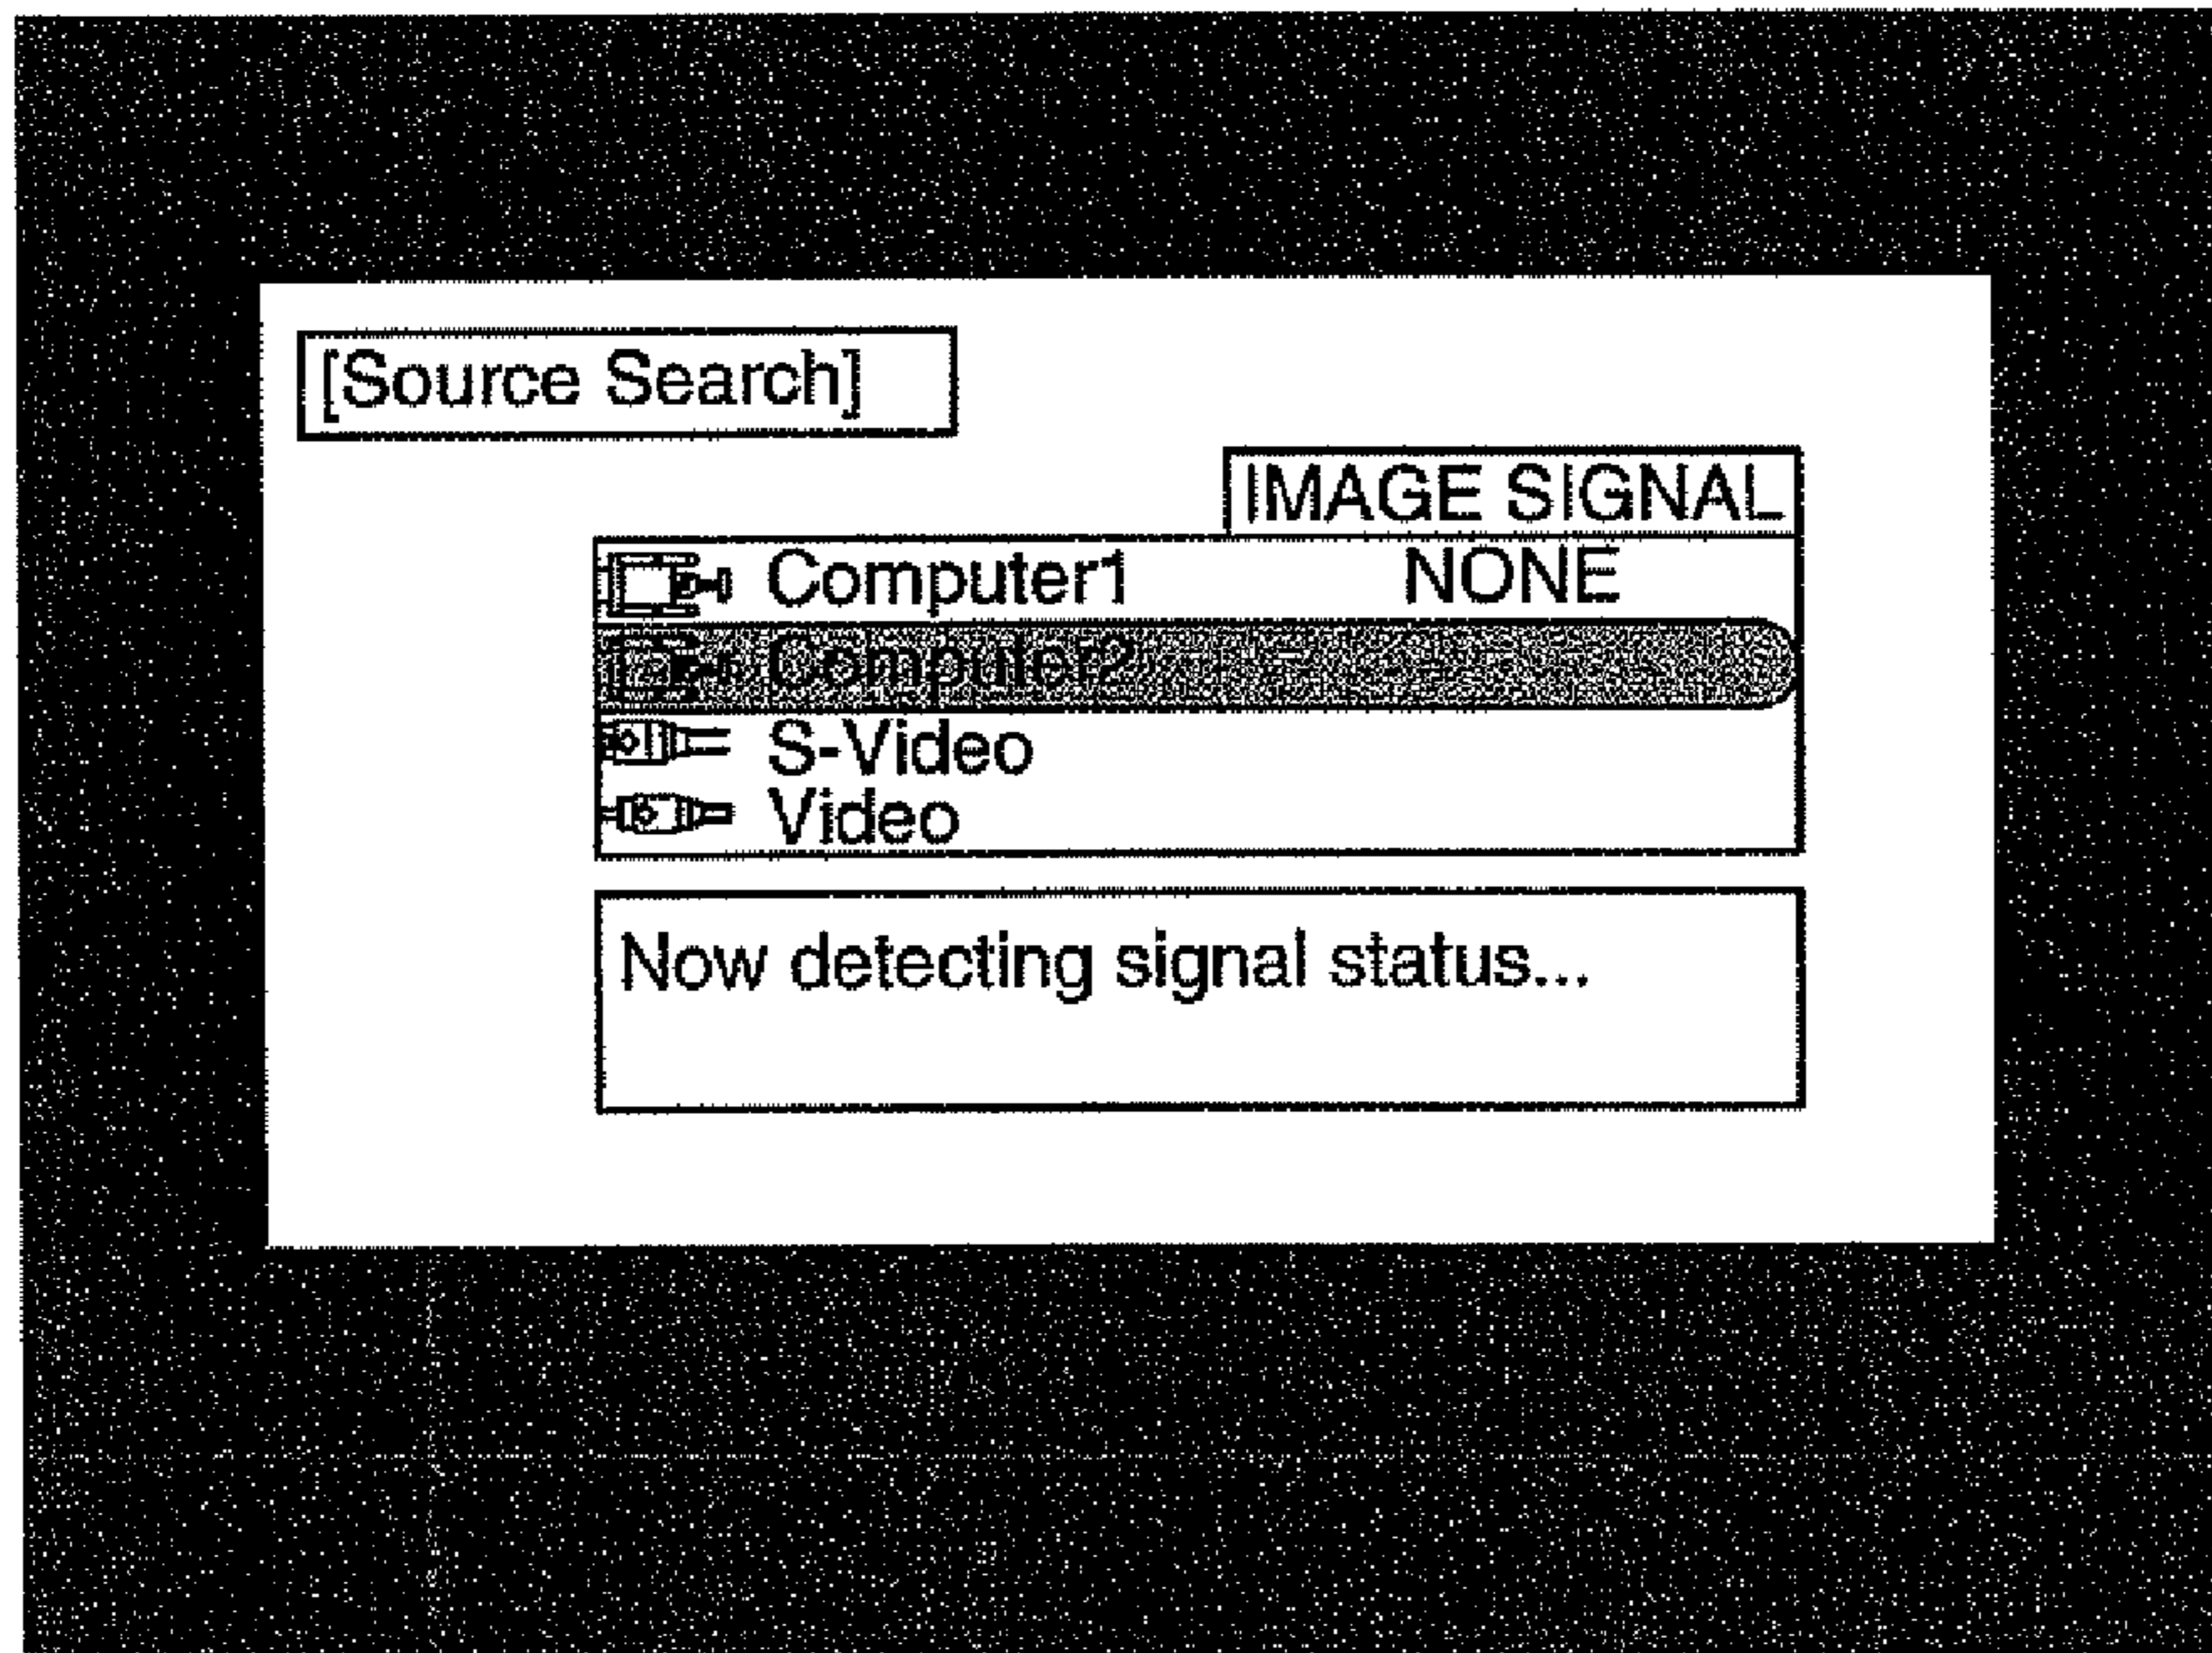 [Source Search]
IMAGE SIGNAL
Computer1 NONE
Computer2
S-Video
Video
Now detecting signal status...